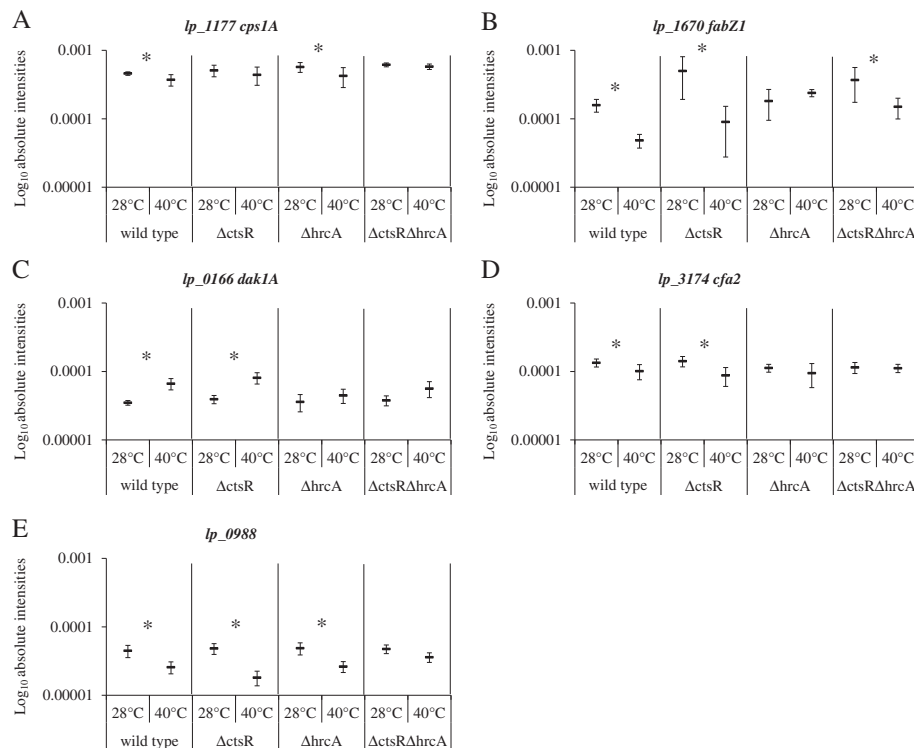 A
lp_1177 cps1A
Log10 absolute intensities
0.001
*
*
0.0001
0.00001
28°C 40°C 28°C 40°C 28°C 40°C 28°C 40°C
wild type ΔctsR ΔhrcA ΔctsRΔhrcA
B
lp_1670 fabZ1
Log10 absolute intensities
0.001
*
*
*
0.0001
0.00001
28°C 40°C 28°C 40°C 28°C 40°C 28°C 40°C
wild type ΔctsR ΔhrcA ΔctsRΔhrcA
C
lp_0166 dak1A
Log10 absolute intensities
0.001
*
*
0.0001
0.00001
28°C 40°C 28°C 40°C 28°C 40°C 28°C 40°C
wild type ΔctsR ΔhrcA ΔctsRΔhrcA
D
lp_3174 cfa2
Log10 absolute intensities
0.001
*
*
0.0001
0.00001
28°C 40°C 28°C 40°C 28°C 40°C 28°C 40°C
wild type ΔctsR ΔhrcA ΔctsRΔhrcA
E
lp_0988
Log10 absolute intensities
0.001
0.0001
*
*
*
0.00001
28°C 40°C 28°C 40°C 28°C 40°C 28°C 40°C
wild type ΔctsR ΔhrcA ΔctsRΔhrcA